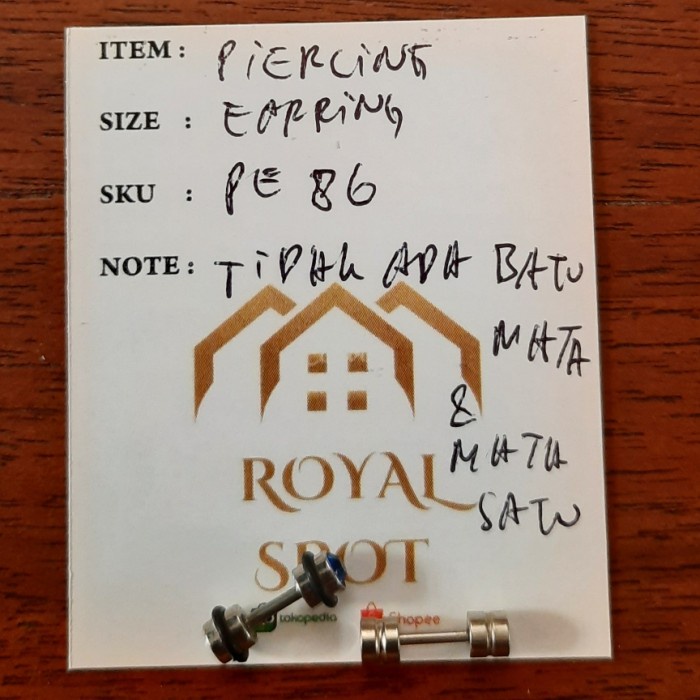 ITEM : PiERCiNG
SIZE : EARRiNG
SKU : PE 86
NOTE : TiDAK ADA BATU
MATA
&
MATA
SATU
ROYAL
SPOT
tokopedia Shopee